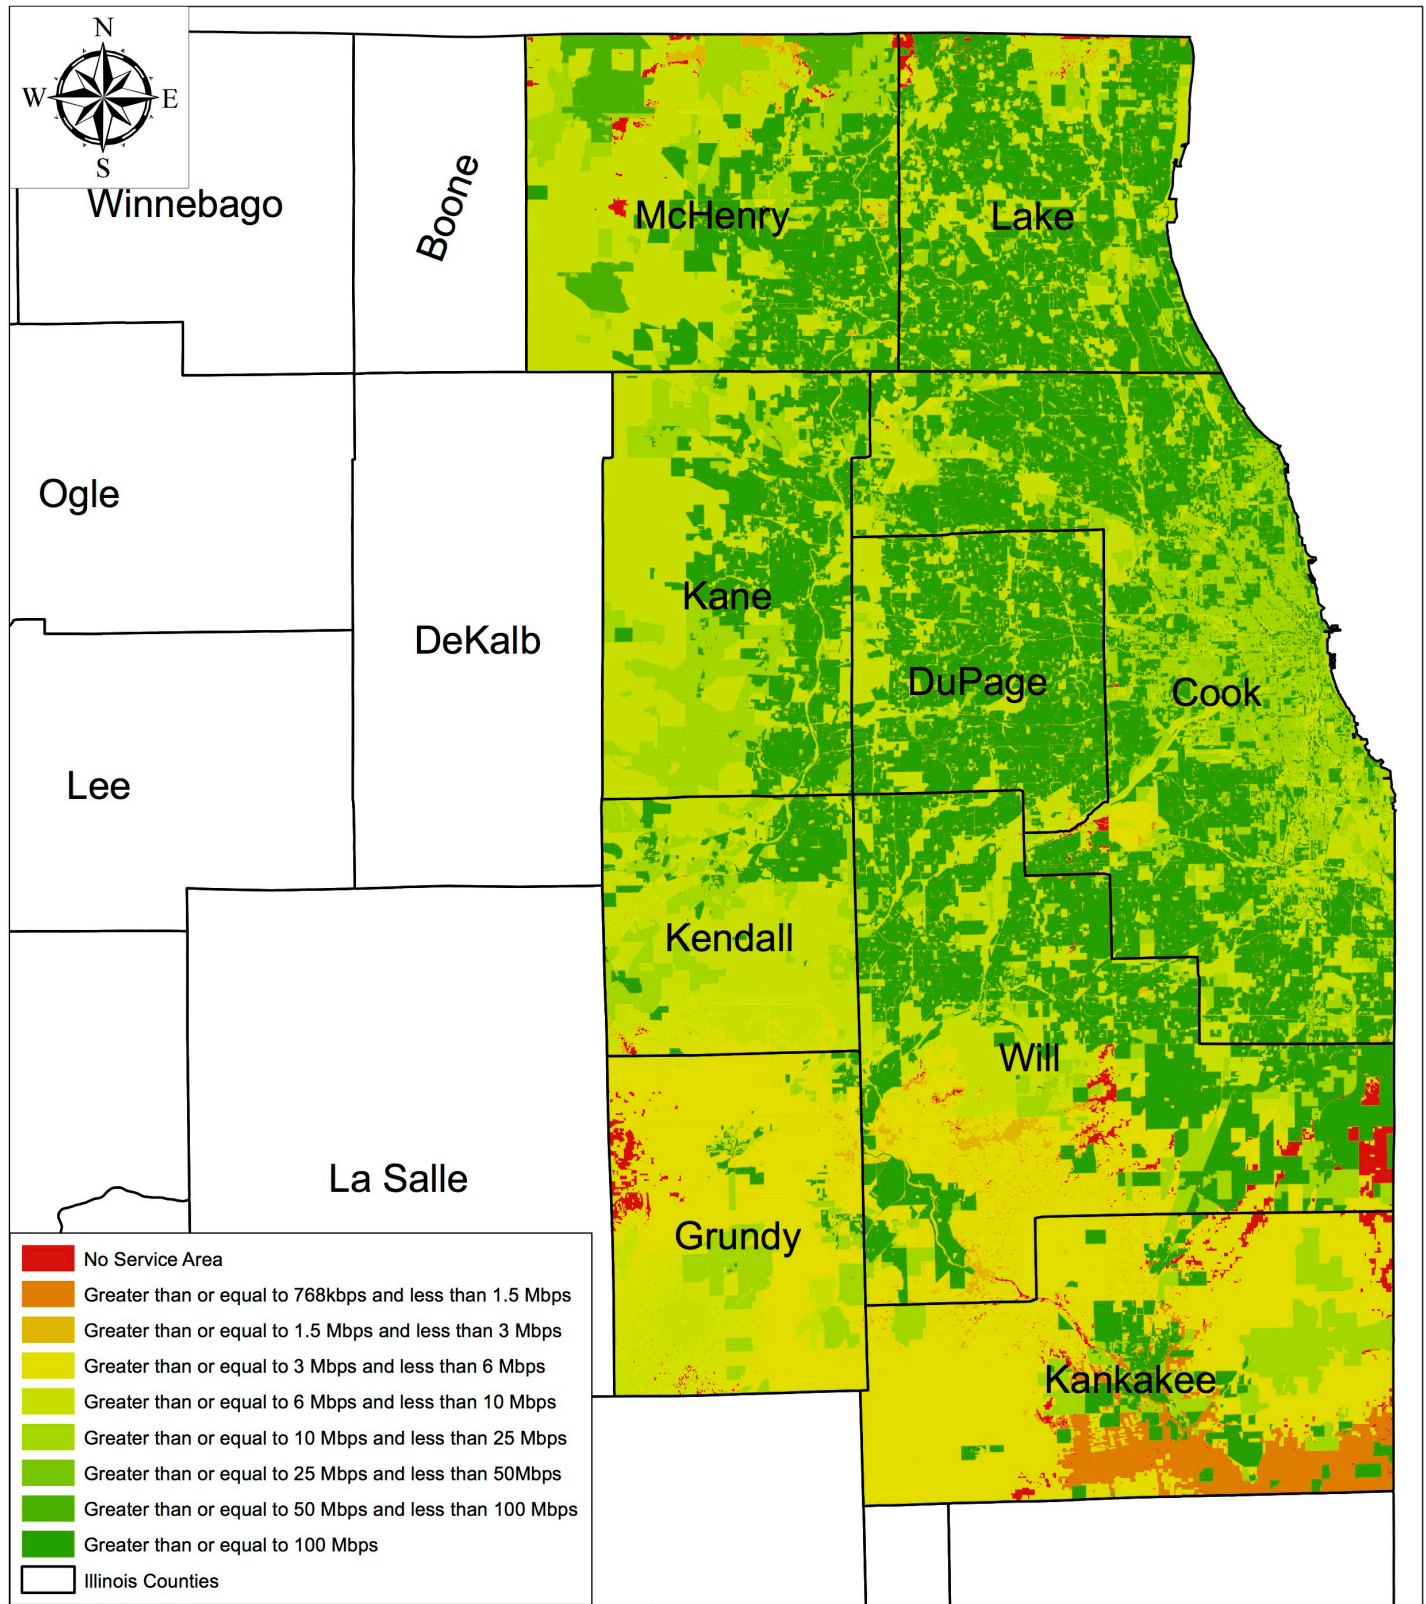 N
W E
S
Winnebago
Boone
McHenry
Lake
Ogle
Kane
DeKalb
DuPage
Cook
Lee
Kendall
Will
La Salle
Grundy
Kankakee
No Service Area
Greater than or equal to 768kbps and less than 1.5 Mbps
Greater than or equal to 1.5 Mbps and less than 3 Mbps
Greater than or equal to 3 Mbps and less than 6 Mbps
Greater than or equal to 6 Mbps and less than 10 Mbps
Greater than or equal to 10 Mbps and less than 25 Mbps
Greater than or equal to 25 Mbps and less than 50Mbps
Greater than or equal to 50 Mbps and less than 100 Mbps
Greater than or equal to 100 Mbps
Illinois Counties